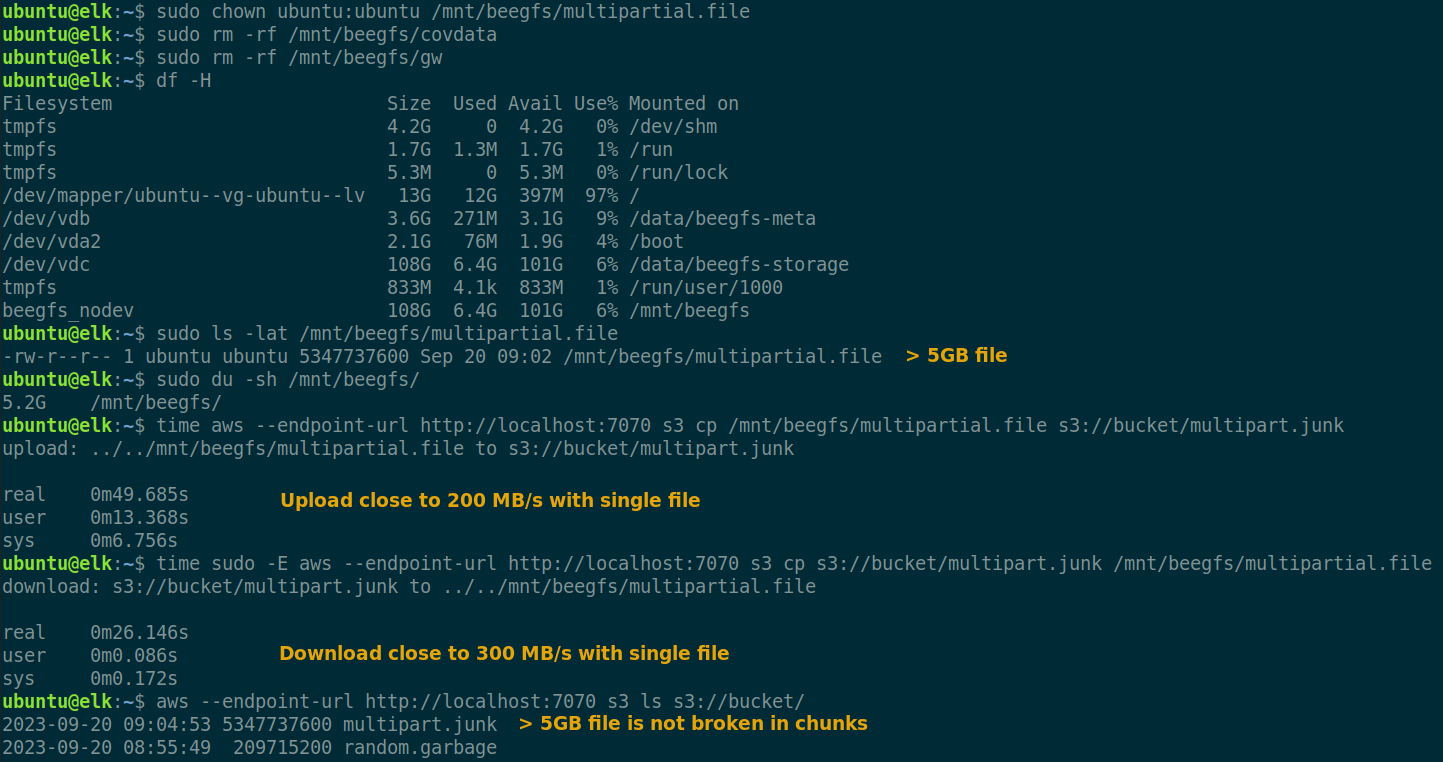 ubuntu@elk:~$ sudo chown ubuntu:ubuntu /mnt/beegfs/multipartial.file
ubuntu@elk:~$ sudo rm -rf /mnt/beegfs/covdata
ubuntu@elk:~$ sudo rm -rf /mnt/beegfs/gw
ubuntu@elk:~$ df -H
Filesystem                         Size  Used Avail Use% Mounted on
tmpfs                              4.2G     0  4.2G   0% /dev/shm
tmpfs                              1.7G  1.3M  1.7G   1% /run
tmpfs                              5.3M     0  5.3M   0% /run/lock
/dev/mapper/ubuntu--vg-ubuntu--lv   13G   12G  397M  97% /
/dev/vdb                           3.6G  271M  3.1G   9% /data/beegfs-meta
/dev/vda2                          2.1G   76M  1.9G   4% /boot
/dev/vdc                           108G  6.4G  101G   6% /data/beegfs-storage
tmpfs                              833M  4.1k  833M   1% /run/user/1000
beegfs_nodev                       108G  6.4G  101G   6% /mnt/beegfs
ubuntu@elk:~$ sudo ls -lat /mnt/beegfs/multipartial.file
-rw-r--r-- 1 ubuntu ubuntu 5347737600 Sep 20 09:02 /mnt/beegfs/multipartial.file  > 5GB file
ubuntu@elk:~$ sudo du -sh /mnt/beegfs/
5.2G    /mnt/beegfs/
ubuntu@elk:~$ time aws --endpoint-url http://localhost:7070 s3 cp /mnt/beegfs/multipartial.file s3://bucket/multipart.junk
upload: ../../mnt/beegfs/multipartial.file to s3://bucket/multipart.junk
real    0m49.685s
Upload close to 200 MB/s with single file
user    0m13.368s
sys     0m6.756s
ubuntu@elk:~$ time sudo -E aws --endpoint-url http://localhost:7070 s3 cp s3://bucket/multipart.junk /mnt/beegfs/multipartial.file
download: s3://bucket/multipart.junk to ../../mnt/beegfs/multipartial.file
real    0m26.146s
user    0m0.086s
Download close to 300 MB/s with single file
sys     0m0.172s
ubuntu@elk:~$ aws --endpoint-url http://localhost:7070 s3 ls s3://bucket/
2023-09-20 09:04:53 5347737600 multipart.junk  > 5GB file is not broken in chunks
2023-09-20 08:55:49  209715200 random.garbage